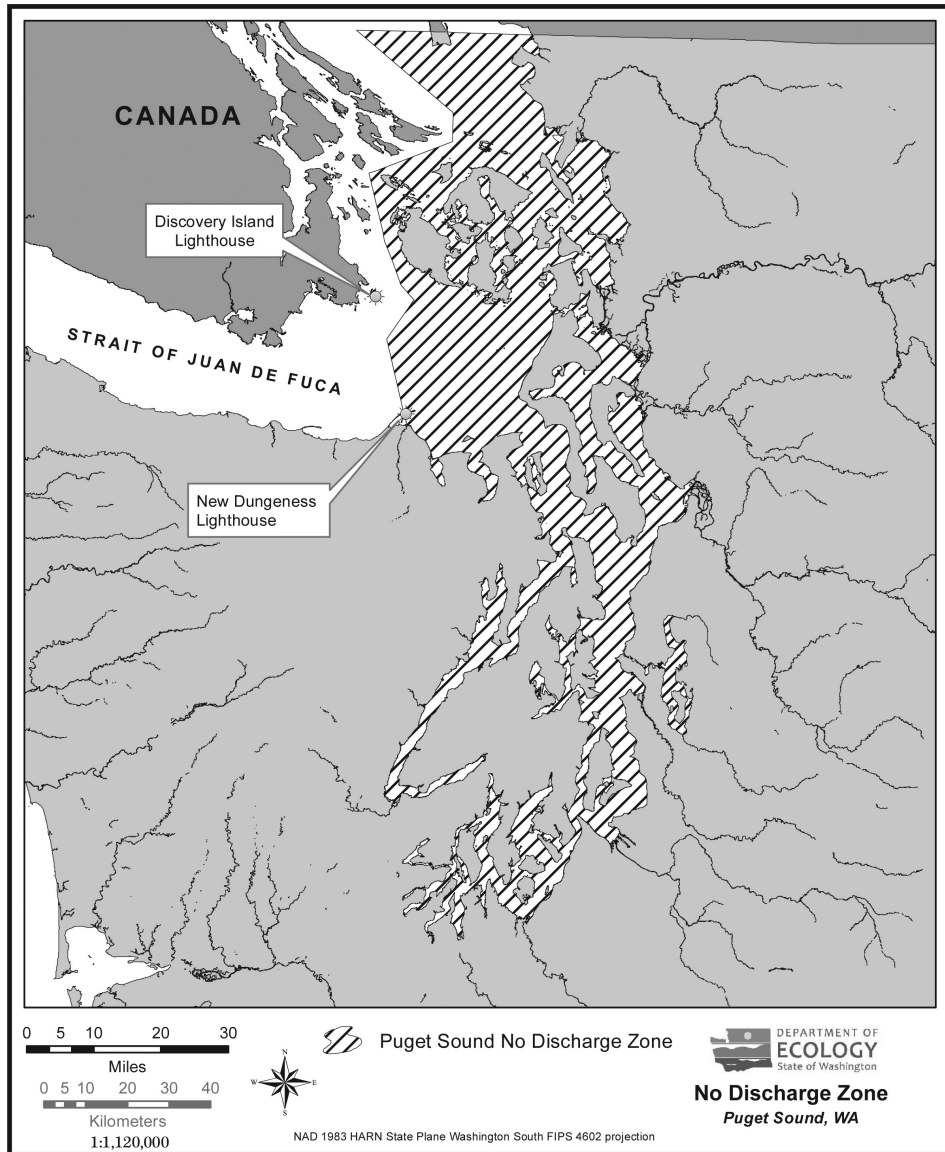 CANADA
Discovery Island
Lighthouse
STRAIT OF JUAN DE FUCA
New Dungeness
Lighthouse
0 5 10 20 30
Miles
0 5 10 20 30 40
Kilometers
1:1,120,000
N
W E
S
Puget Sound No Discharge Zone
NAD 1983 HARN State Plane Washington South FIPS 4602 projection
DEPARTMENT OF
ECOLOGY
State of Washington
No Discharge Zone
Puget Sound, WA